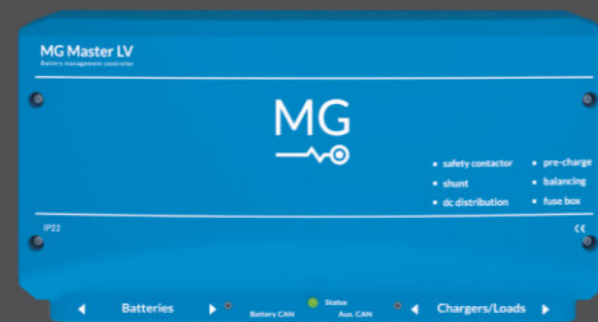 MG Master LV
Battery management controller
MG
• safety contactor • pre-charge
• shunt • balancing
• dc distribution • fuse box
IP22 CE
Batteries Battery CAN Status Aux. CAN Chargers/Loads